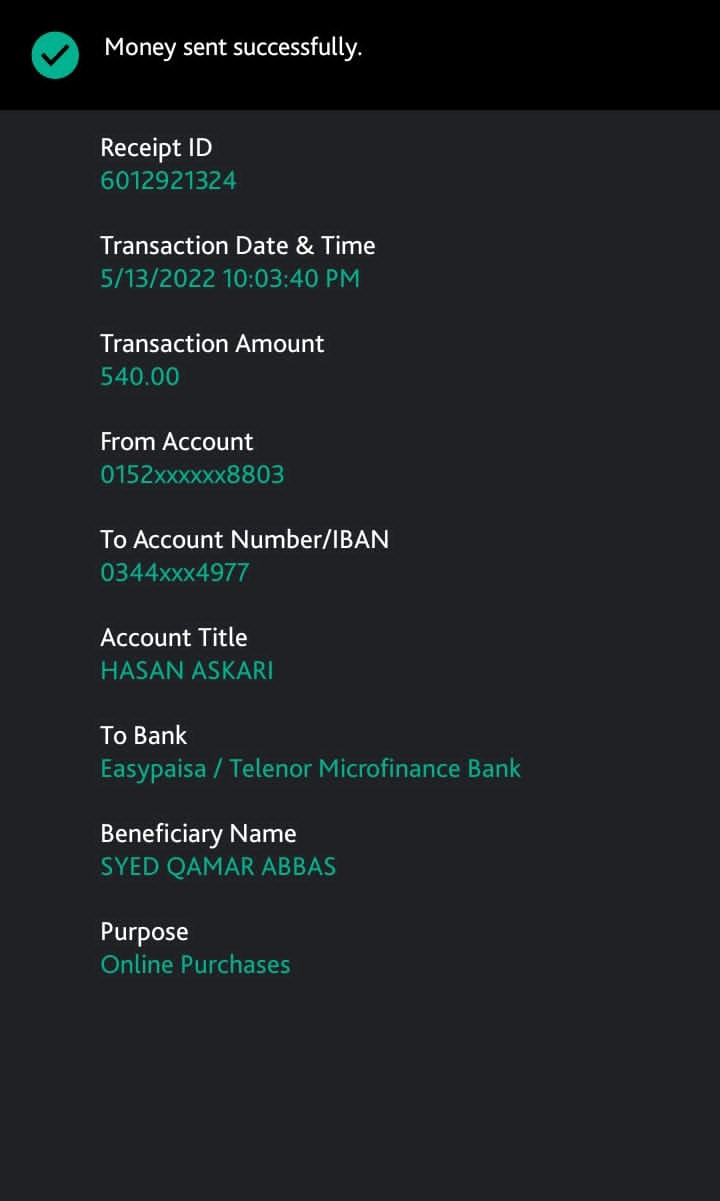 Money sent successfully.
Receipt ID
6012921324
Transaction Date & Time
5/13/2022 10:03:40 PM
Transaction Amount
540.00
From Account
0152xxxxxx8803
To Account Number/IBAN
0344xxx4977
Account Title
HASAN ASKARI
To Bank
Easypaisa / Telenor Microfinance Bank
Beneficiary Name
SYED QAMAR ABBAS
Purpose
Online Purchases